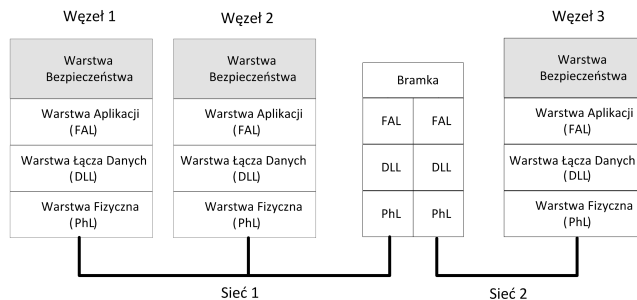 Węzeł 1
Węzeł 2
Węzeł 3
Warstwa
Bezpieczeństwa
Warstwa Aplikacji
(FAL)
Warstwa Łącza Danych
(DLL)
Warstwa Fizyczna
(PhL)
Warstwa
Bezpieczeństwa
Warstwa Aplikacji
(FAL)
Warstwa Łącza Danych
(DLL)
Warstwa Fizyczna
(PhL)
Bramka
FAL FAL
DLL DLL
PhL PhL
Warstwa
Bezpieczeństwa
Warstwa Aplikacji
(FAL)
Warstwa Łącza Danych
(DLL)
Warstwa Fizyczna
(PhL)
Sieć 1
Sieć 2